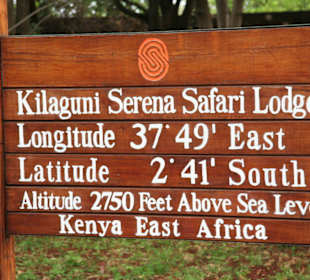 Kilaguni Serena Safari Lodge
Longitude 37°49' East
Latitude 2°41' South
Altitude 2750 Feet Above Sea Leve
Kenya East Africa